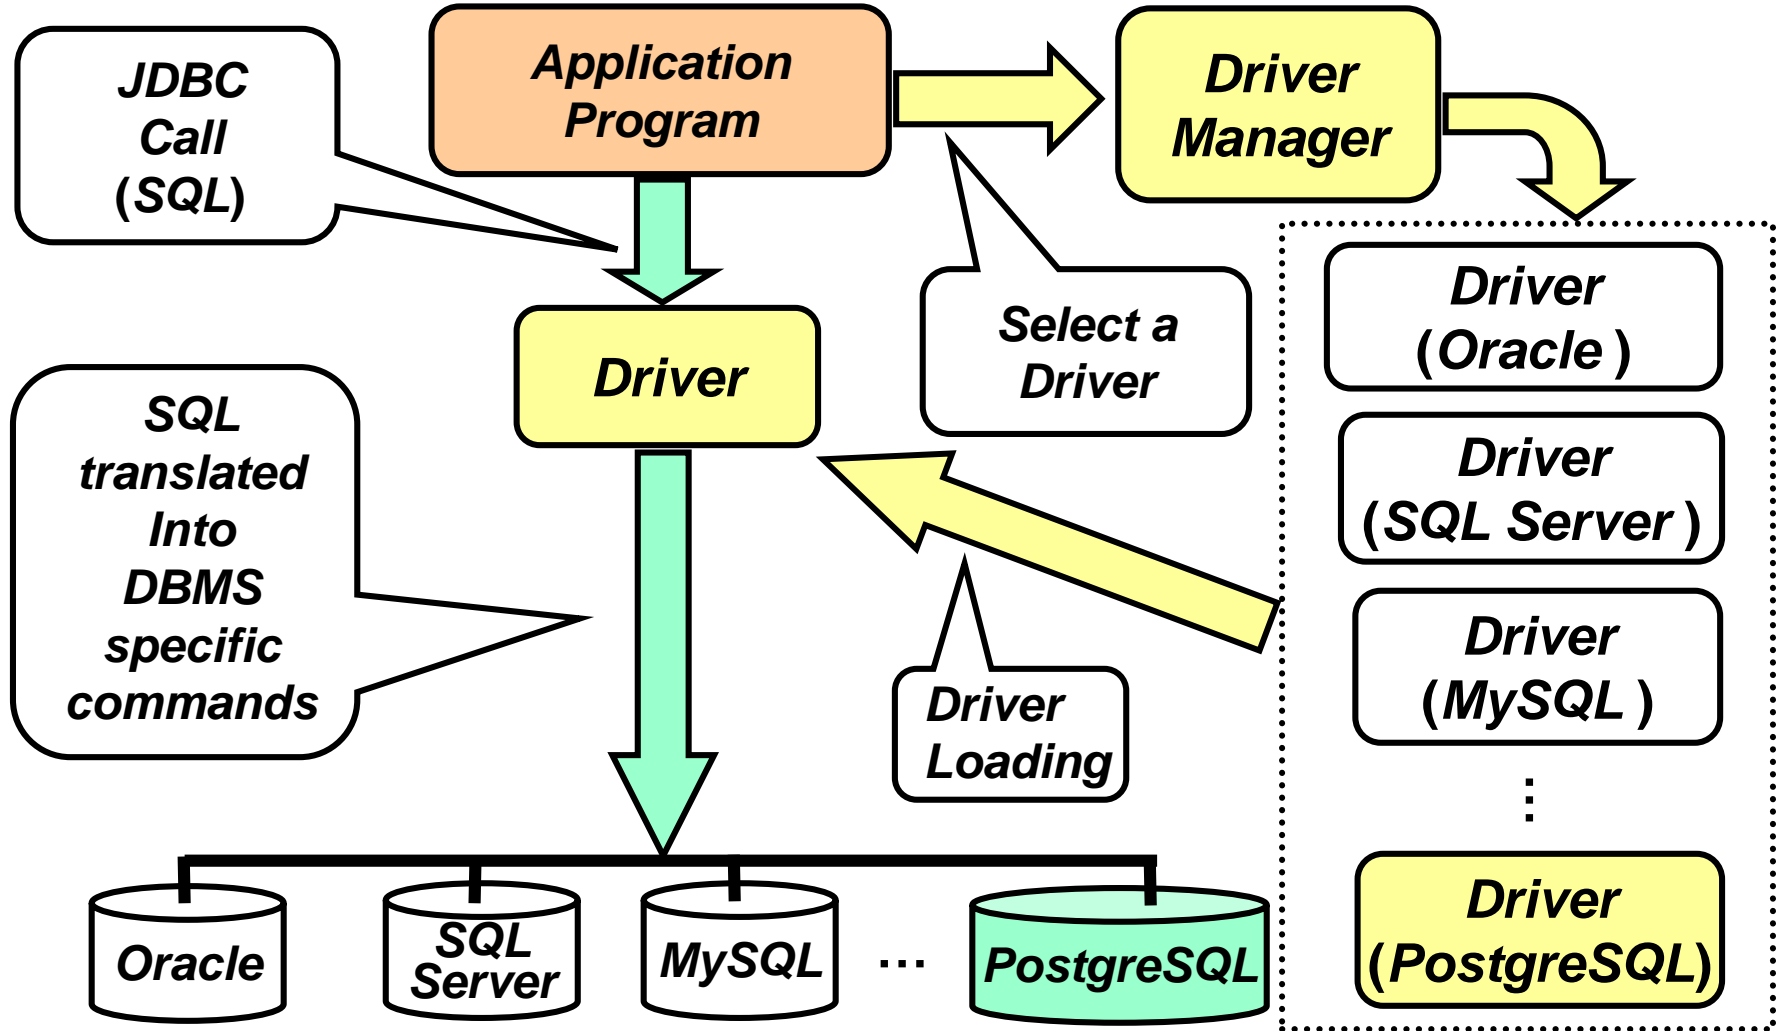 JDBC
Call
(SQL)
Application
Program
Driver
Manager
Select a
Driver
Driver
SQL
translated
Into
DBMS
specific
commands
Driver
Loading
Driver
(Oracle)
Driver
(SQL Server)
Driver
(MySQL)
⋮
Driver
(PostgreSQL)
Oracle
SQL
Server
MySQL
...
PostgreSQL